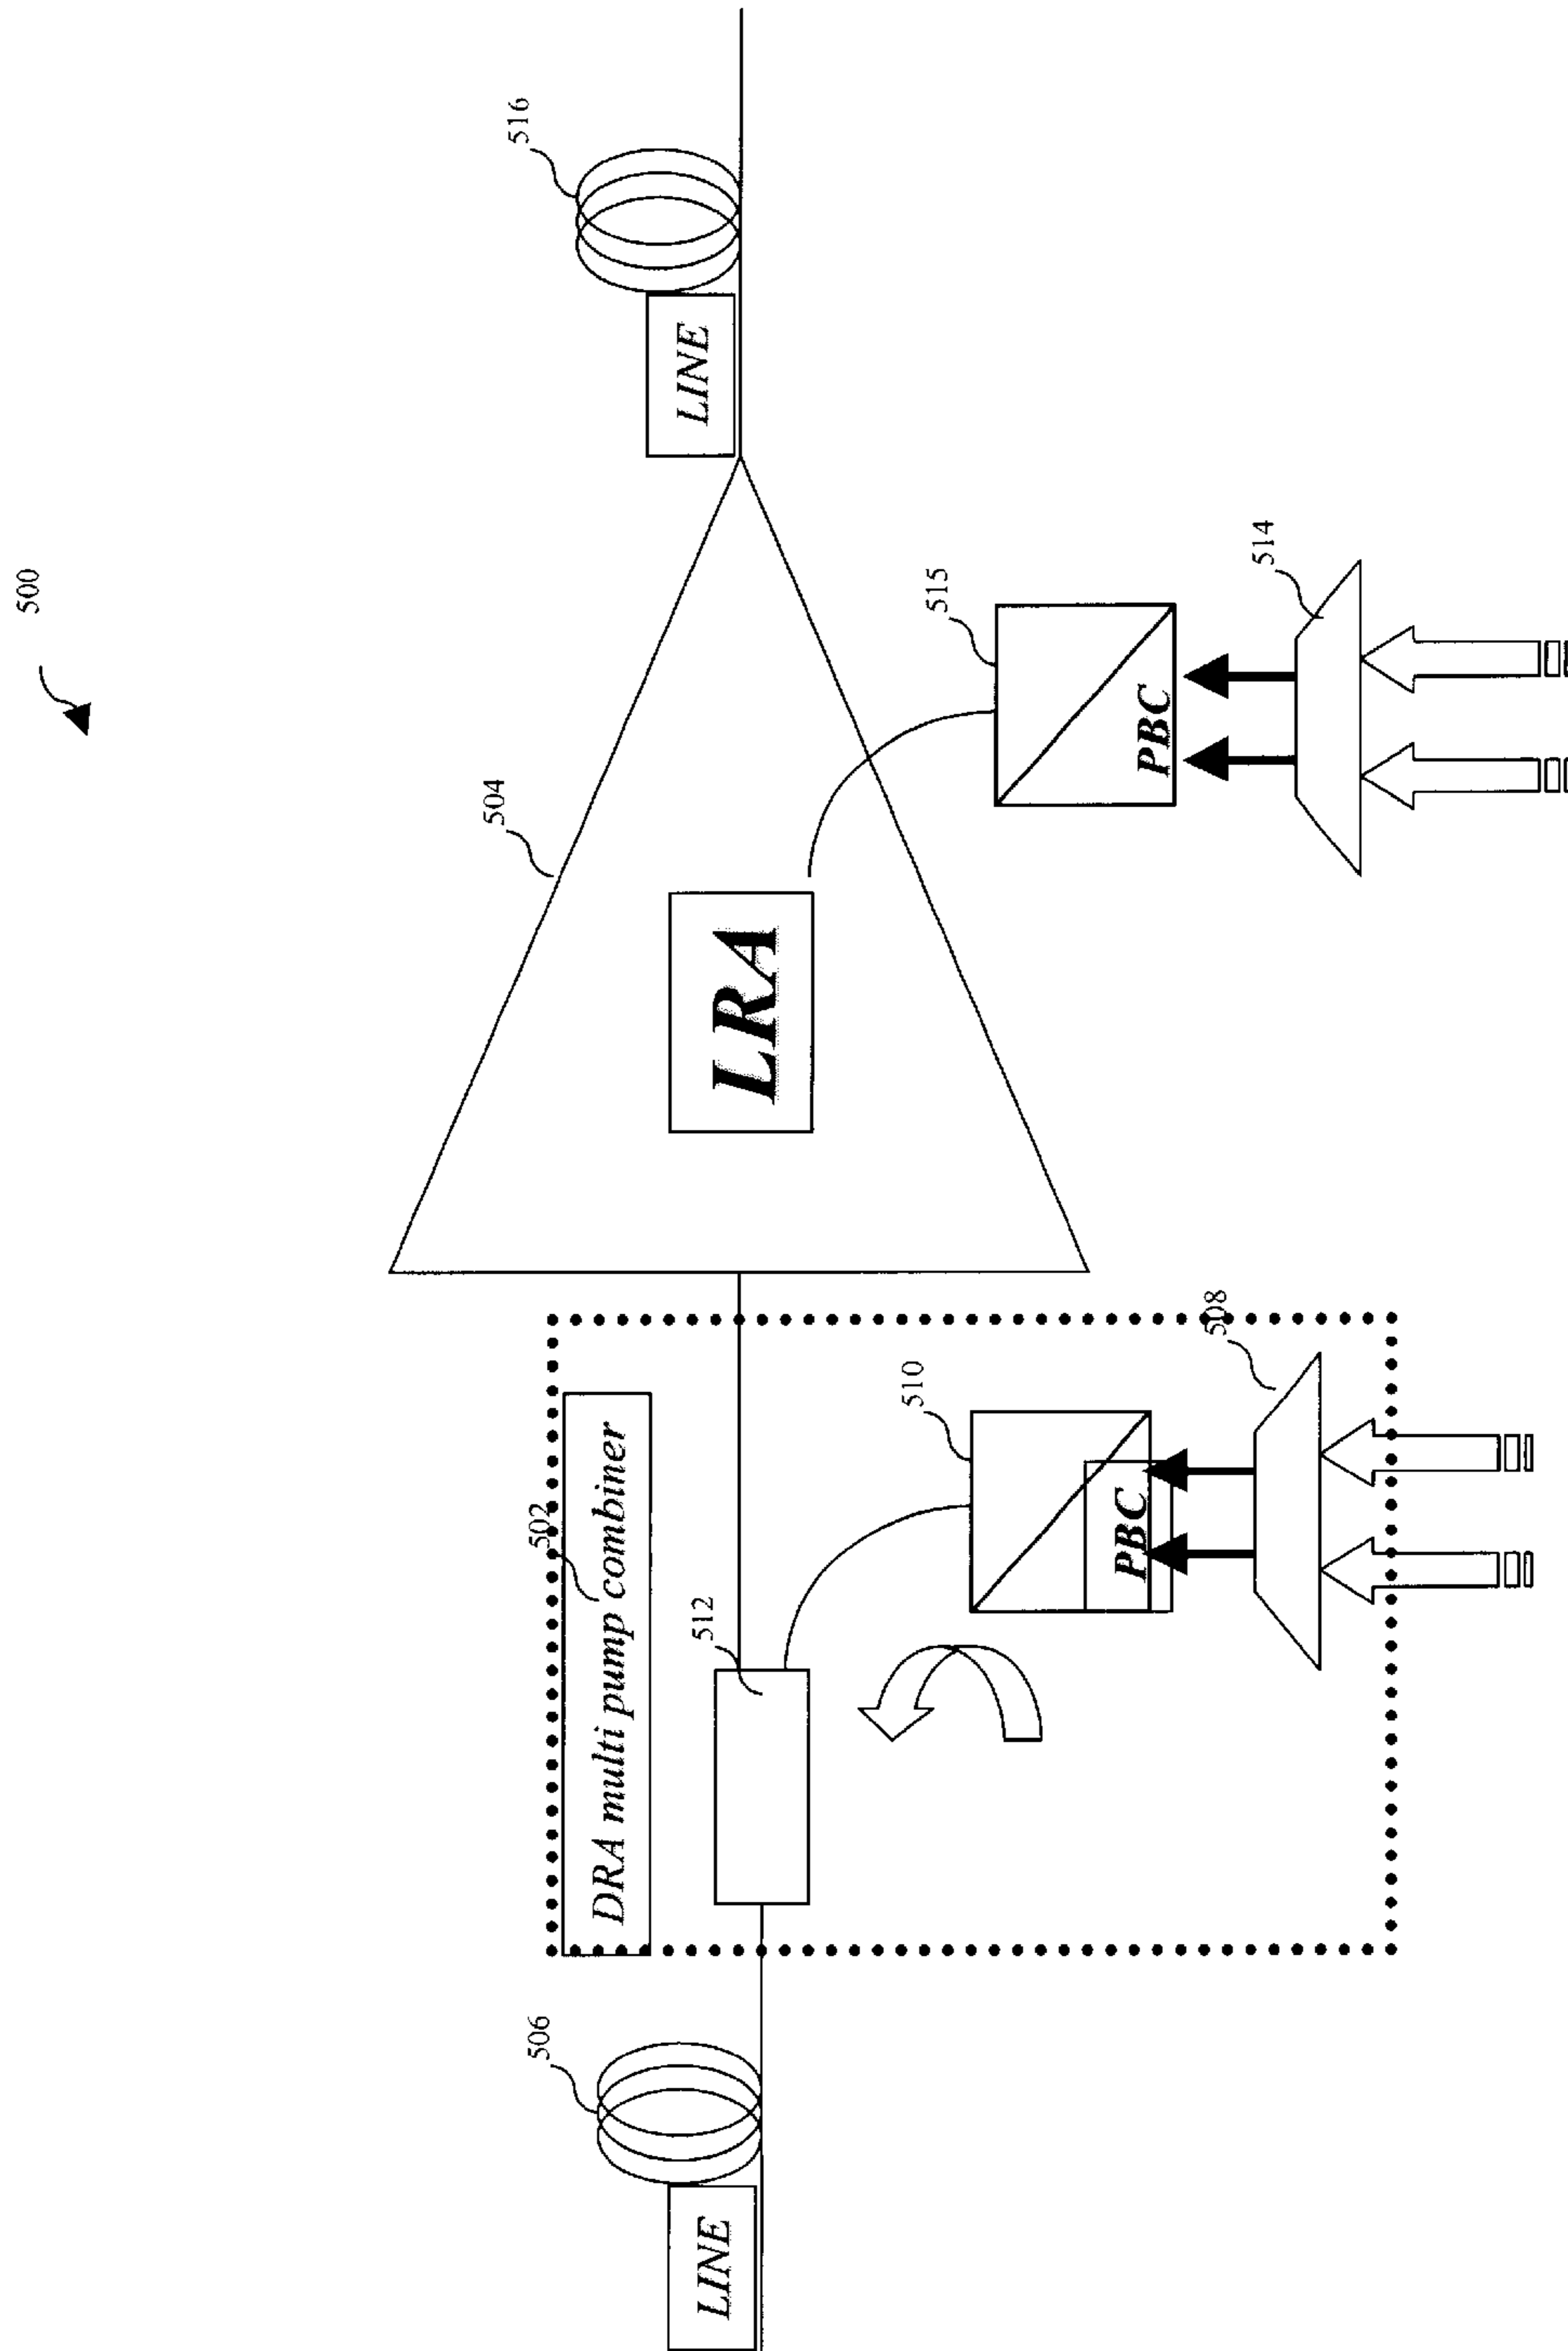 500
516
LINE
504
LRA
515
PBC
514
502
DRA multi pump combiner
512
510
PBC
508
506
LINE